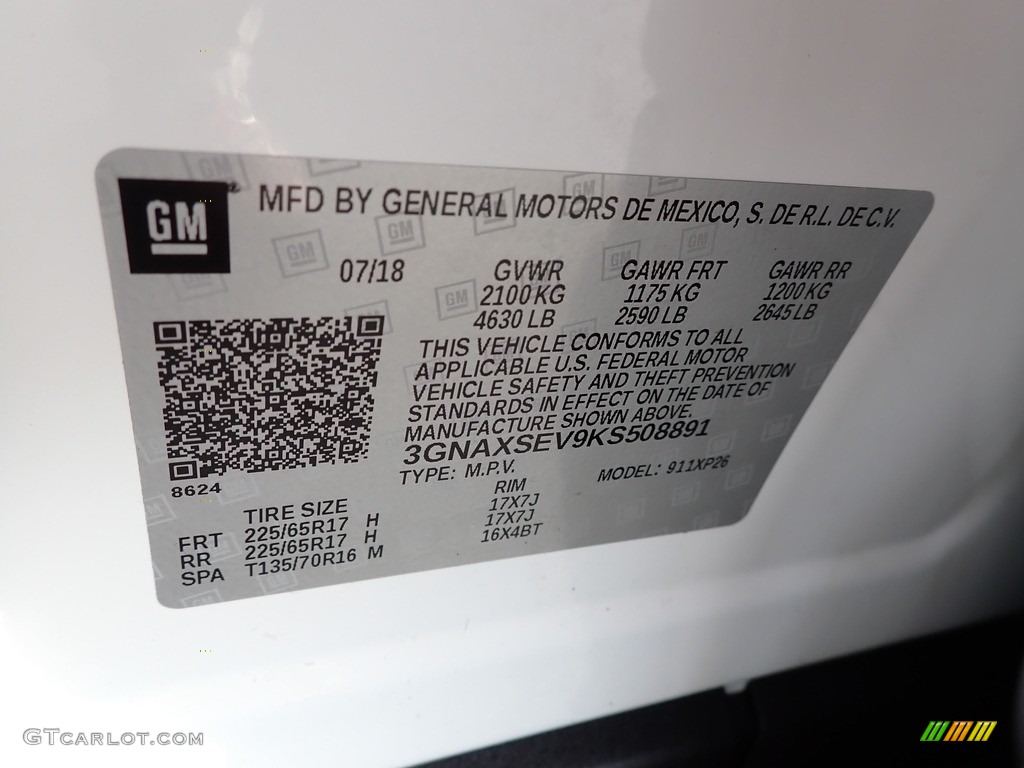 GM
MFD BY GENERAL MOTORS DE MEXICO, S. DE R.L. DE C.V.
07/18 GVWR GAWR FRT GAWR RR
2100 KG 1175 KG 1200 KG
4630 LB 2590 LB 2645 LB
THIS VEHICLE CONFORMS TO ALL
APPLICABLE U.S. FEDERAL MOTOR
VEHICLE SAFETY AND THEFT PREVENTION
STANDARDS IN EFFECT ON THE DATE OF
MANUFACTURE SHOWN ABOVE.
3GNAXSEV9KS508891
TYPE: M.P.V. MODEL: 911XP26
8624
TIRE SIZE RIM
FRT 225/65R17 H 17X7J
RR 225/65R17 H 17X7J
SPA T135/70R16 M 16X4BT
GTCARLOT.COM